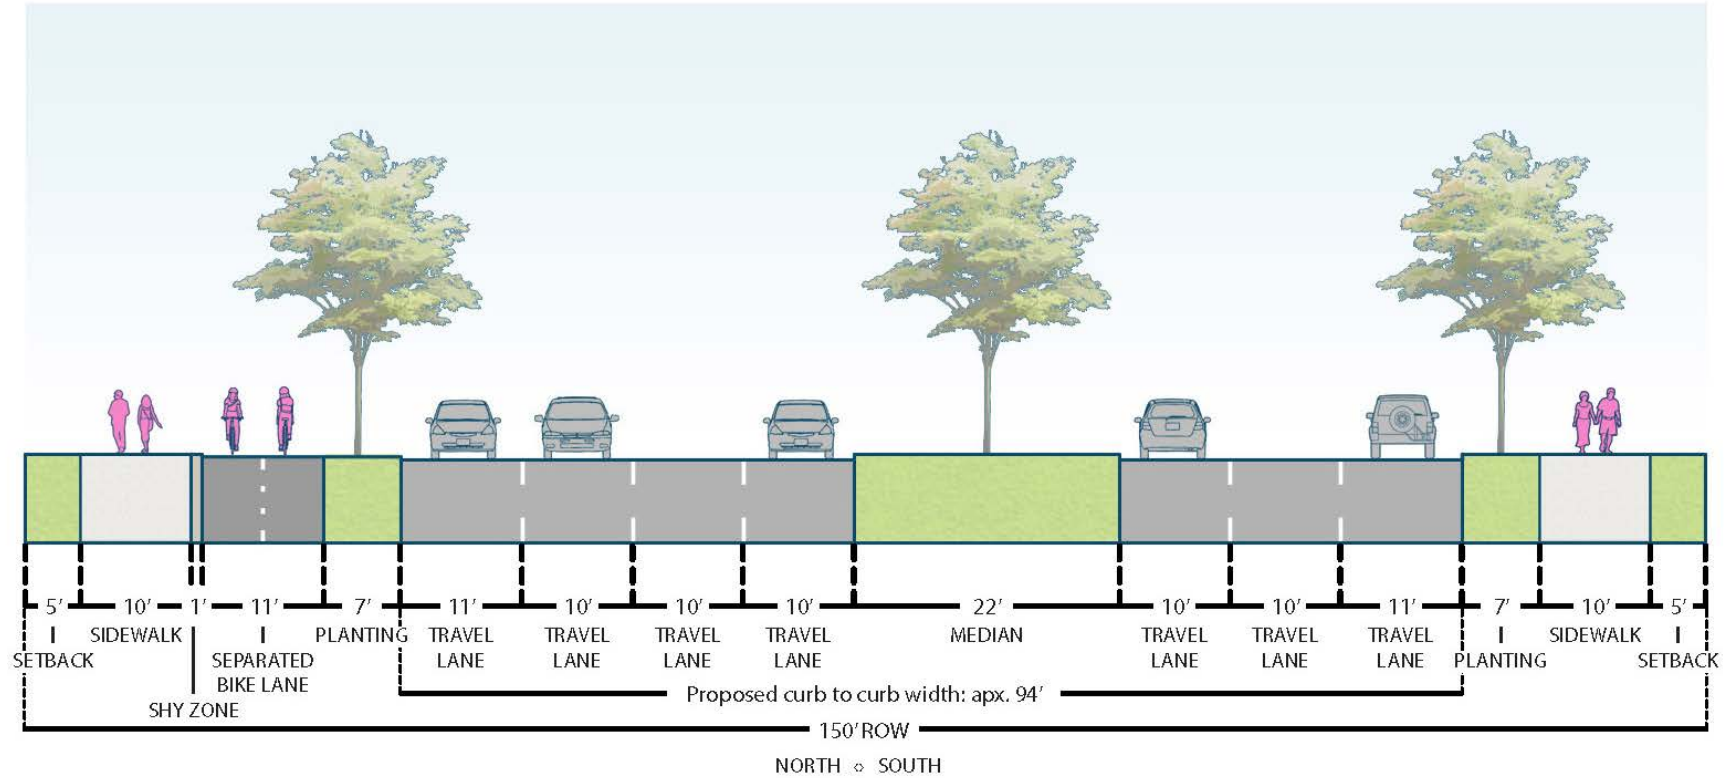 5' 10' 1' 11' 7' 11' 10' 10' 10' 22' 10' 10' 11' 7' 10' 5'
SIDEWALK PLANTING TRAVEL TRAVEL TRAVEL TRAVEL MEDIAN TRAVEL TRAVEL TRAVEL SIDEWALK
SETBACK SEPARATED LANE LANE LANE LANE LANE LANE LANE PLANTING SETBACK
BIKE LANE
Proposed curb to curb width: apx. 94'
SHY ZONE
150' ROW
NORTH SOUTH